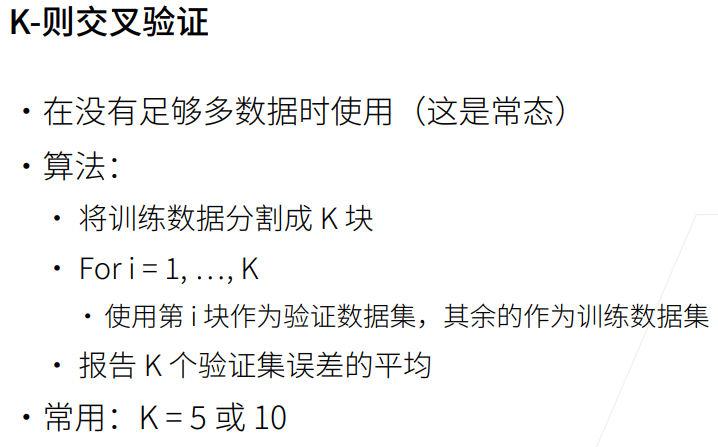 K-则交叉验证
• 在没有足够多数据时使用（这是常态）
• 算法：
• 将训练数据分割成 K 块
• For i = 1, …, K
• 使用第 i 块作为验证数据集，其余的作为训练数据集
• 报告 K 个验证集误差的平均
• 常用：K = 5 或 10